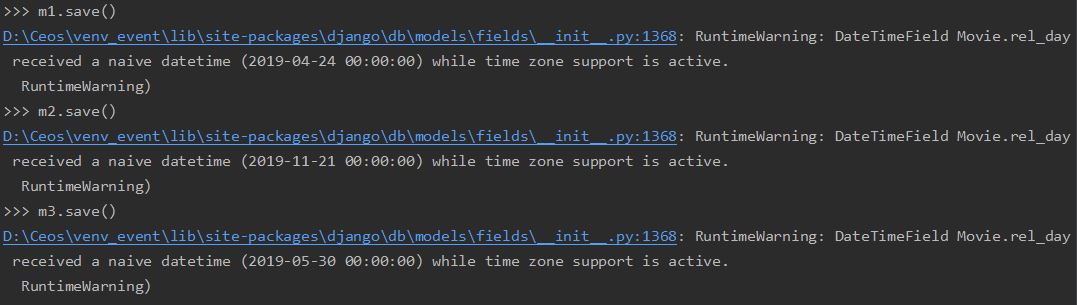 >>> m1.save()
D:\Ceos\venv_event\lib\site-packages\django\db\models\fields\__init__.py:1368: RuntimeWarning: DateTimeField Movie.rel_day
 received a naive datetime (2019-04-24 00:00:00) while time zone support is active.
  RuntimeWarning)
>>> m2.save()
D:\Ceos\venv_event\lib\site-packages\django\db\models\fields\__init__.py:1368: RuntimeWarning: DateTimeField Movie.rel_day
 received a naive datetime (2019-11-21 00:00:00) while time zone support is active.
  RuntimeWarning)
>>> m3.save()
D:\Ceos\venv_event\lib\site-packages\django\db\models\fields\__init__.py:1368: RuntimeWarning: DateTimeField Movie.rel_day
 received a naive datetime (2019-05-30 00:00:00) while time zone support is active.
  RuntimeWarning)